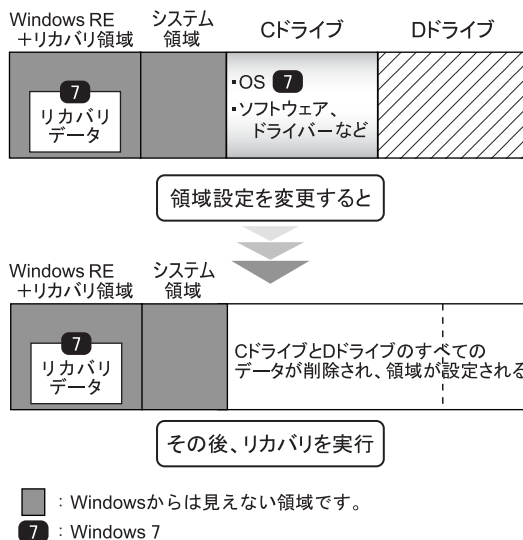 Windows RE
＋リカバリ領域
システム
領域
Cドライブ
Dドライブ
7
リカバリ
データ
▪OS 7
▪ソフトウェア、
ドライバーなど
領域設定を変更すると
Windows RE
＋リカバリ領域
システム
領域
7
リカバリ
データ
CドライブとDドライブのすべての
データが削除され、領域が設定される
その後、リカバリを実行
：Windowsからは見えない領域です。
7：Windows 7